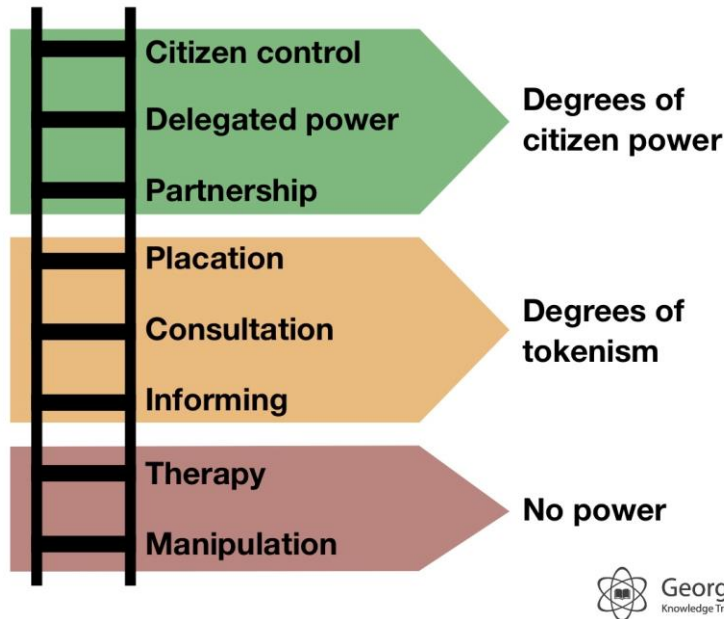 Citizen control
Delegated power
Partnership
Degrees of
citizen power
Placation
Consultation
Informing
Degrees of
tokenism
Therapy
Manipulation
No power